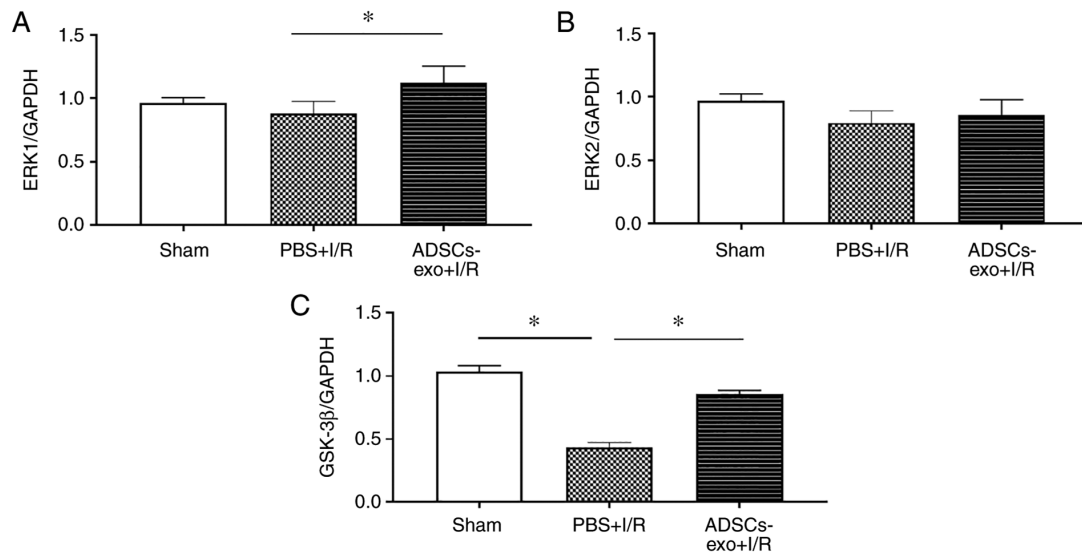 A
*
1.5
1.0
0.5
0.0
ERK1/GAPDH
Sham
PBS+I/R
ADSCs-
exo+I/R
B
1.5
1.0
0.5
0.0
ERK2/GAPDH
Sham
PBS+I/R
ADSCs-
exo+I/R
C
*
*
1.5
1.0
0.5
0.0
GSK-3β/GAPDH
Sham
PBS+I/R
ADSCs-
exo+I/R